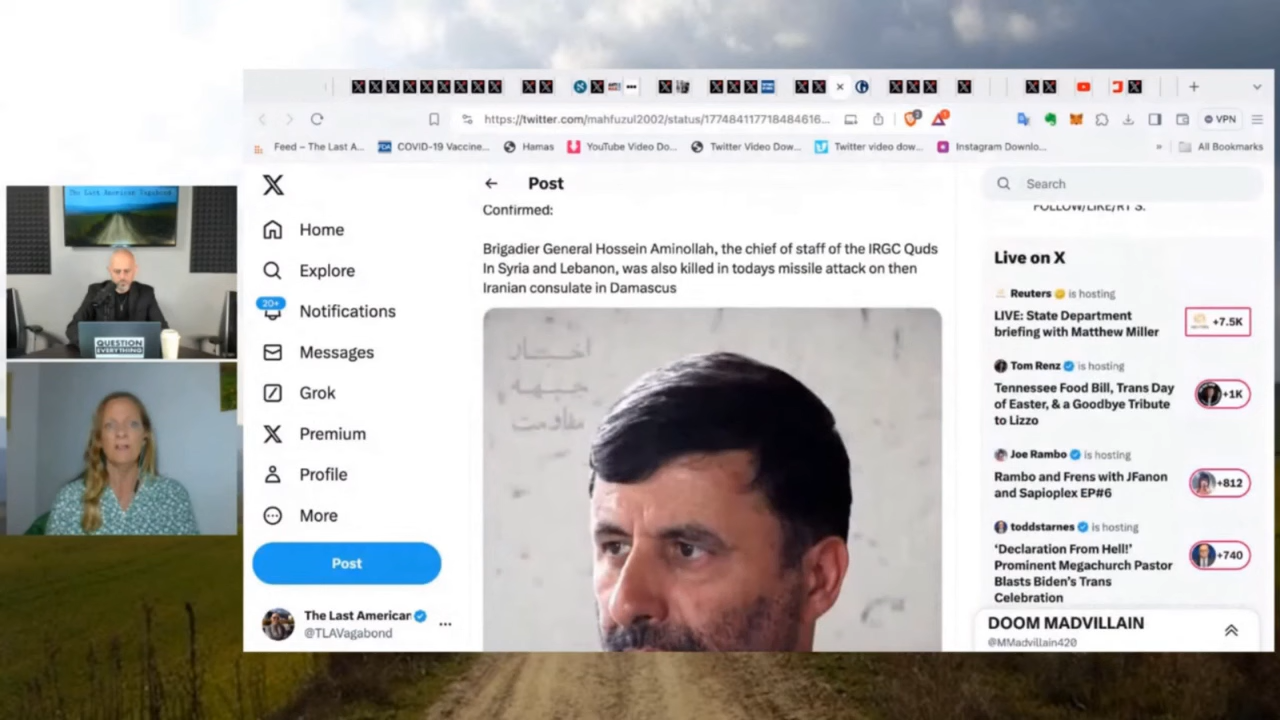 The Last American Vagabond
QUESTION
EVERYTHING
https://twitter.com/mahfuzul2002/status/177484117718484616...
VPN
Feed – The Last A...
COVID-19 Vaccine...
Hamas
YouTube Video Do...
Twitter Video Dow...
Twitter video dow...
Instagram Downlo...
»
All Bookmarks
Home
Explore
20+
Notifications
Messages
Grok
Premium
Profile
More
Post
The Last American
@TLAVagabond
Post
Confirmed:
Brigadier General Hossein Aminollah, the chief of staff of the IRGC Quds
In Syria and Lebanon, was also killed in todays missile attack on then
Iranian consulate in Damascus
اخبار
جبهه
مقاومت
Search
FOLLOW/LIKE/RT S.
Live on X
Reuters is hosting
LIVE: State Department
briefing with Matthew Miller
+7.5K
Tom Renz is hosting
Tennessee Food Bill, Trans Day
of Easter, & a Goodbye Tribute
to Lizzo
+1K
Joe Rambo is hosting
Rambo and Frens with JFanon
and Sapioplex EP#6
+812
toddstarnes is hosting
‘Declaration From Hell!’
Prominent Megachurch Pastor
Blasts Biden’s Trans
Celebration
+740
DOOM MADVILLAIN
@MMadvillain420